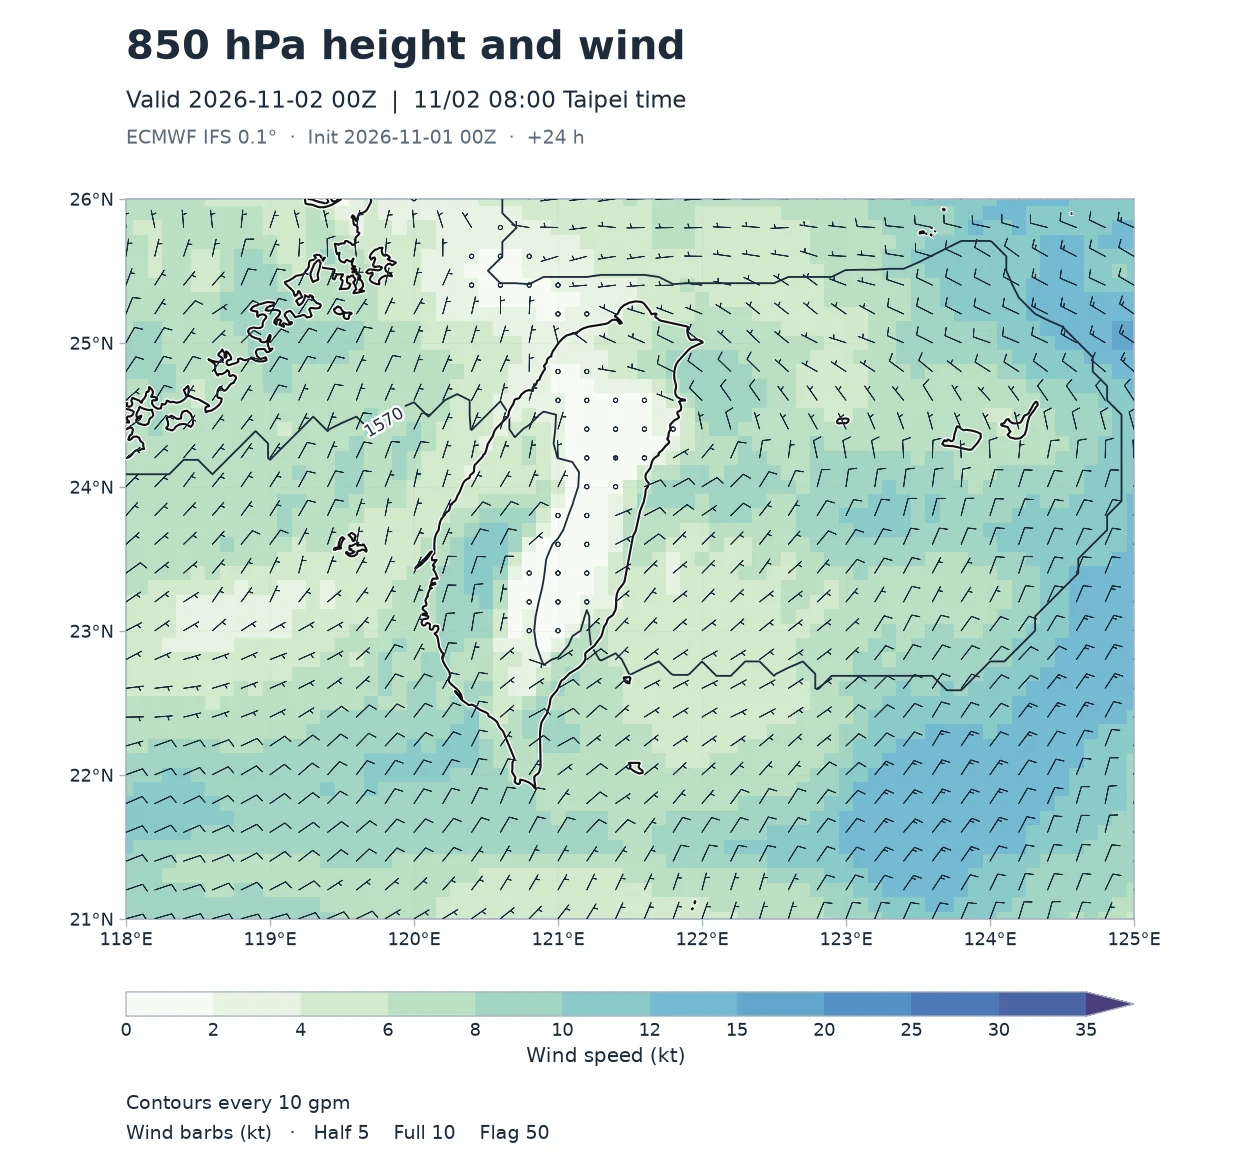 850 hPa height and wind
Valid 2026-11-02 00Z | 11/02 08:00 Taipei time
ECMWF IFS 0.1° · Init 2026-11-01 00Z · +24 h
26°N
25°N
24°N
23°N
22°N
21°N
1570
118°E 119°E 120°E 121°E 122°E 123°E 124°E 125°E
0 2 4 6 8 10 12 15 20 25 30 35
Wind speed (kt)
Contours every 10 gpm
Wind barbs (kt) · Half 5 Full 10 Flag 50